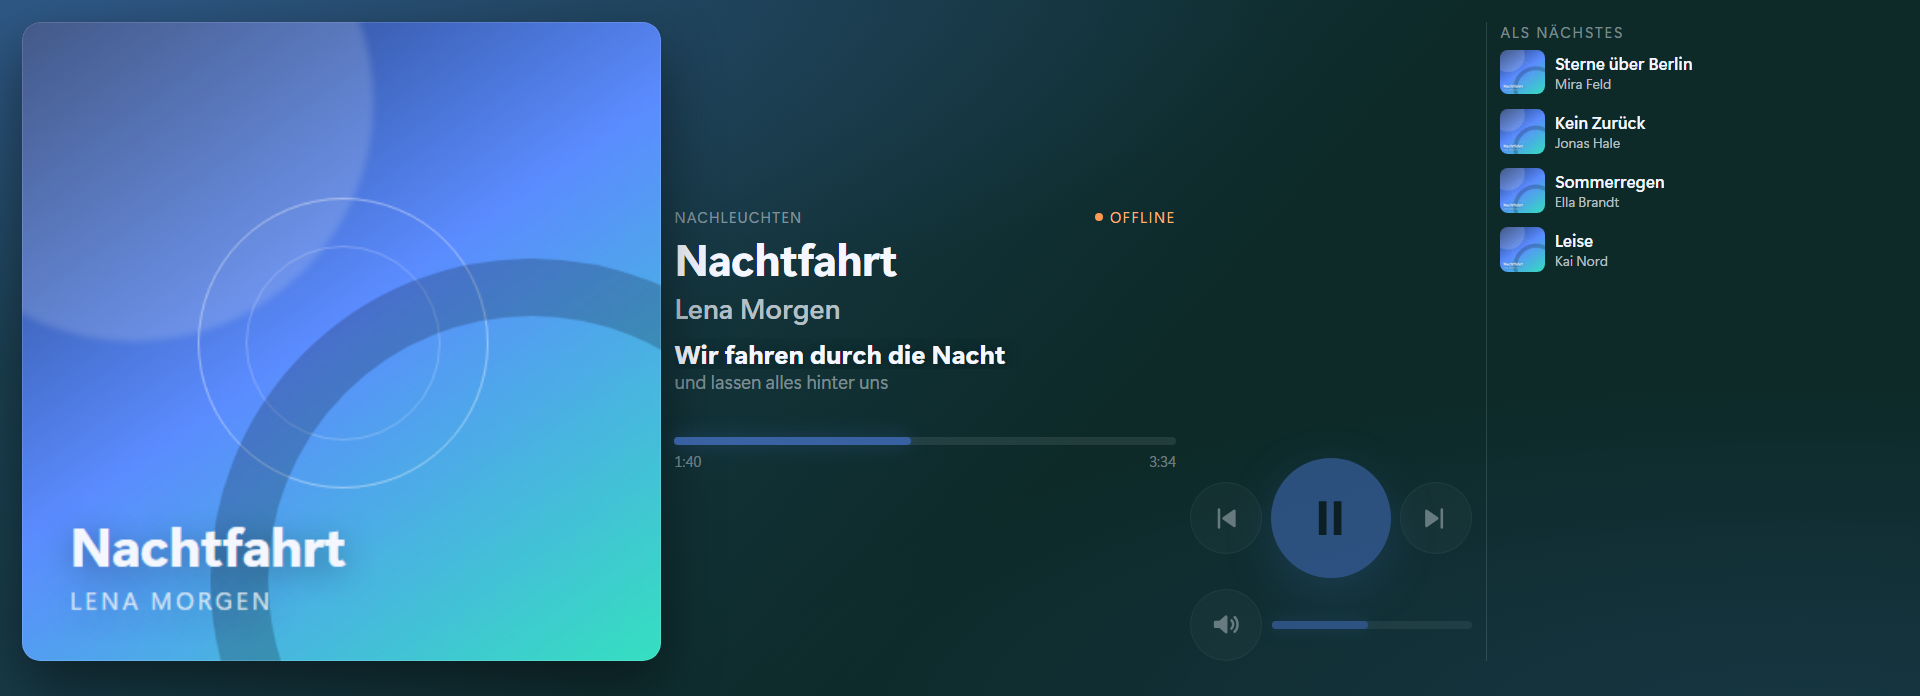 Nachtfahrt
LENA MORGEN
NACHLEUCHTEN
OFFLINE
Nachtfahrt
Lena Morgen
Wir fahren durch die Nacht
und lassen alles hinter uns
1:40
3:34
ALS NÄCHSTES
Sterne über Berlin
Mira Feld
Kein Zurück
Jonas Hale
Sommerregen
Ella Brandt
Leise
Kai Nord